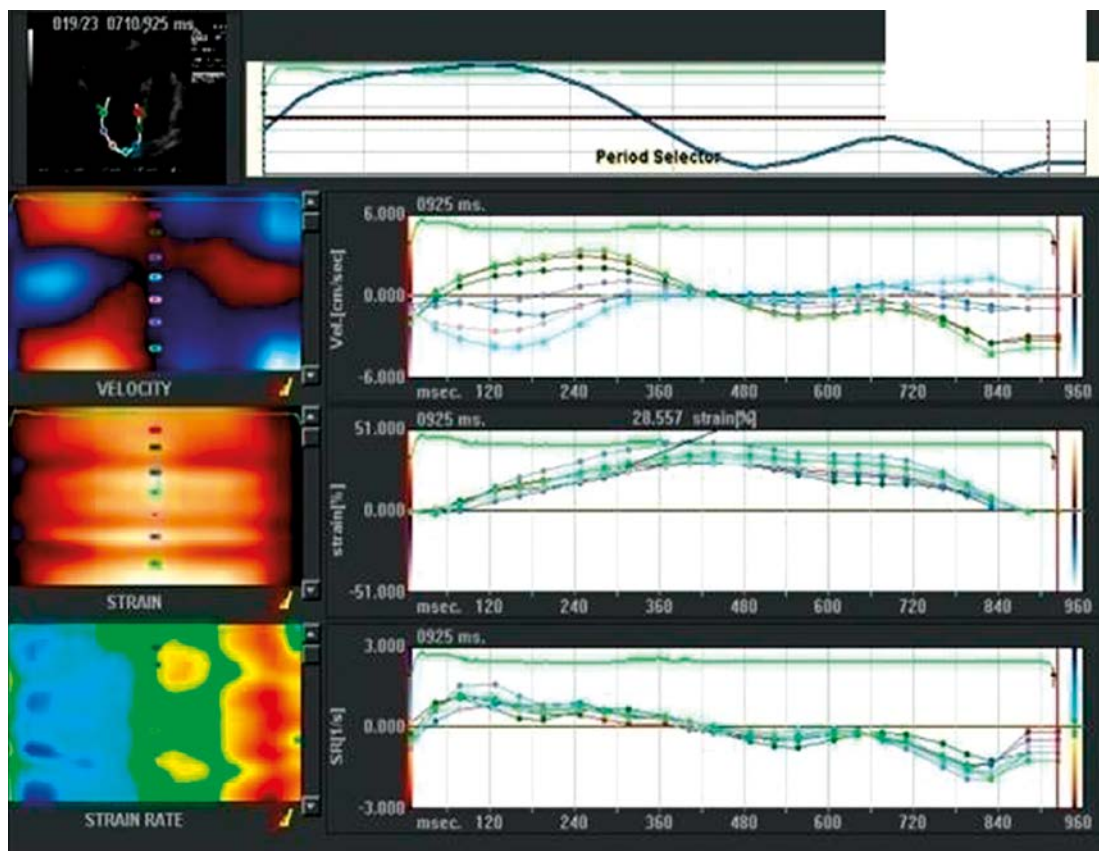 019/23 0710/925 ms.
Period Selector
0925 ms.
6.000
Vel.[cm/sec]
0.000
-6.000
msec. 120 240 360 480 600 720 840 960
VELOCITY
0925 ms.
28.557 strain[%]
51.000
strain[%]
0.000
-51.000
msec. 120 240 360 480 600 720 840 960
STRAIN
0925 ms.
3.000
SR[1/s]
0.000
-3.000
msec. 120 240 360 480 600 720 840 960
STRAIN RATE